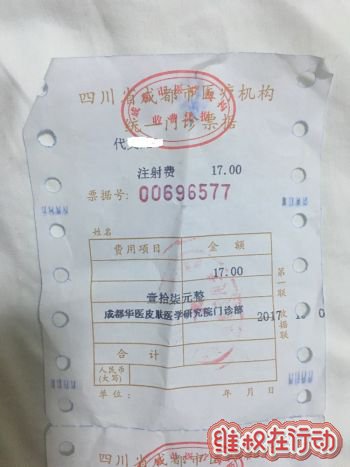 四川省成都市医疗机构
统一门诊票据
注射费 17.00
票据号: 00696577
姓名
费用项目 金额
17.00
壹拾柒元整
成都华医皮肤医学研究院门诊部 2017
合计
人民币
(大写)
单位: 年 月 日
第一联
收据联
维权在行动